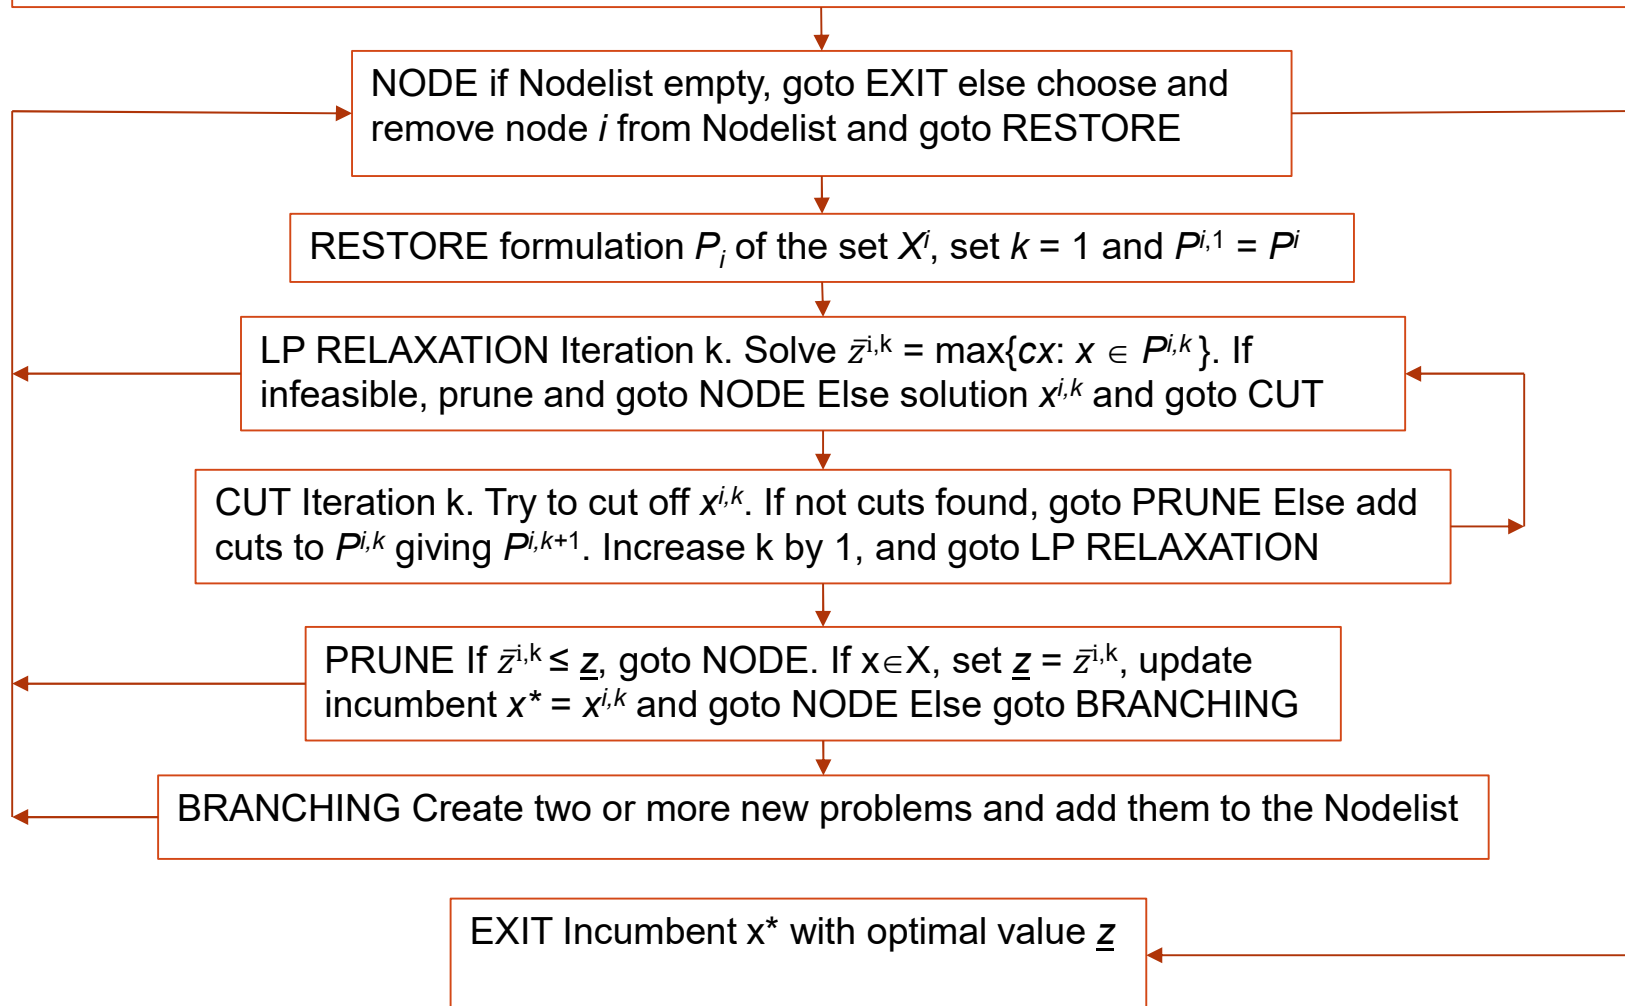 NODE if Nodelist empty, goto EXIT else choose and
remove node i from Nodelist and goto RESTORE
RESTORE formulation Pᵢ of the set Xⁱ, set k = 1 and Pⁱ,¹ = Pⁱ
LP RELAXATION Iteration k. Solve z̄ⁱ,ᵏ = max{cx: x ∈ Pⁱ,ᵏ}. If
infeasible, prune and goto NODE Else solution xⁱ,ᵏ and goto CUT
CUT Iteration k. Try to cut off xⁱ,ᵏ. If not cuts found, goto PRUNE Else add
cuts to Pⁱ,ᵏ giving Pⁱ,ᵏ⁺¹. Increase k by 1, and goto LP RELAXATION
PRUNE If z̄ⁱ,ᵏ ≤ z̲, goto NODE. If x∈X, set z̲ = z̄ⁱ,ᵏ, update
incumbent x* = xⁱ,ᵏ and goto NODE Else goto BRANCHING
BRANCHING Create two or more new problems and add them to the Nodelist
EXIT Incumbent x* with optimal value z̲